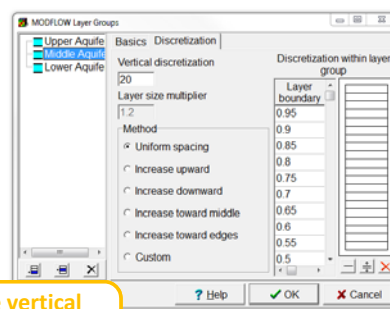 MODFLOW Layer Groups
Upper Aquife
Middle Aquife
Lower Aquife
Basics Discretization
Vertical discretization
20
Layer size multiplier
1.2
Method
Uniform spacing
Increase upward
Increase downward
Increase toward middle
Increase toward edges
Custom
Discretization within layer
group
Layer
boundary
0.95
0.9
0.85
0.8
0.75
0.7
0.65
0.6
0.55
0.5
? Help
OK
Cancel
vertical